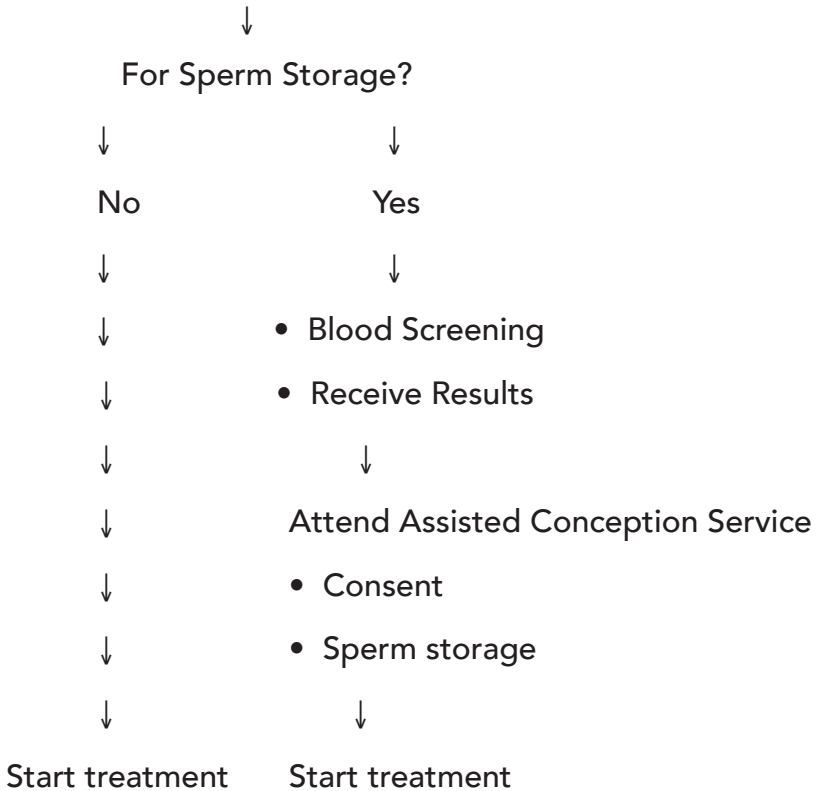 ↓
For Sperm Storage?
↓ ↓
No Yes
↓ ↓
↓ • Blood Screening
↓ • Receive Results
↓ ↓
↓ Attend Assisted Conception Service
↓ • Consent
↓ • Sperm storage
↓ ↓
Start treatment Start treatment